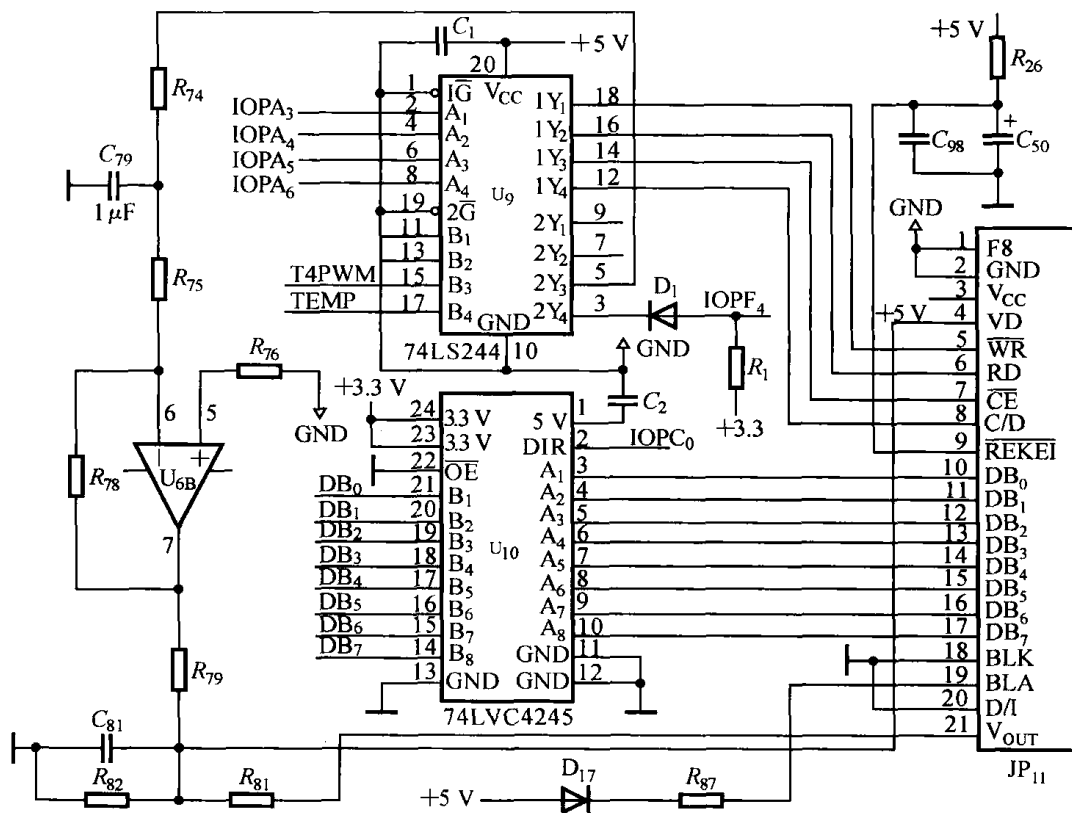 C1
+5 V
+5 V
R26
R74
C98
+
C50
C79
1 μF
R75
IOPA3
IOPA4
IOPA5
IOPA6
T4PWM
TEMP
20
VCC
1 1G̅
2 A1
4 A2
6 A3
8 A4
19 2G̅
11 B1
13 B2
15 B3
17 B4
U9
1Y1 18
1Y2 16
1Y3 14
1Y4 12
2Y1 9
2Y2 7
2Y3 5
2Y4 3
GND
74LS244 10
D1
IOPF4
R1
+3.3
GND
C2
R76
GND
6
5
−
+
U6B
7
R78
R79
C81
R82
R81
+3.3 V
24 3.3 V
23 3.3 V
22 O̅E̅
DB0 21 B1
DB1 20 B2
DB2 19 B3
DB3 18 B4
DB4 17 B5
DB5 16 B6
DB6 15 B7
DB7 14 B8
13 GND
U10
5 V 1
DIR 2 IOPC0
A1 3
A2 4
A3 5
A4 6
A5 7
A6 8
A7 9
A8 10
GND 11
GND 12
74LVC4245
+5 V
D17
R87
GND
+5 V
1 F8
2 GND
3 VCC
4 VD
5 W̅R̅
6 RD
7 C̅E̅
8 C/D
9 R̅E̅K̅E̅I̅
10 DB0
11 DB1
12 DB2
13 DB3
14 DB4
15 DB5
16 DB6
17 DB7
18 BLK
19 BLA
20 D/I
21 VOUT
JP11